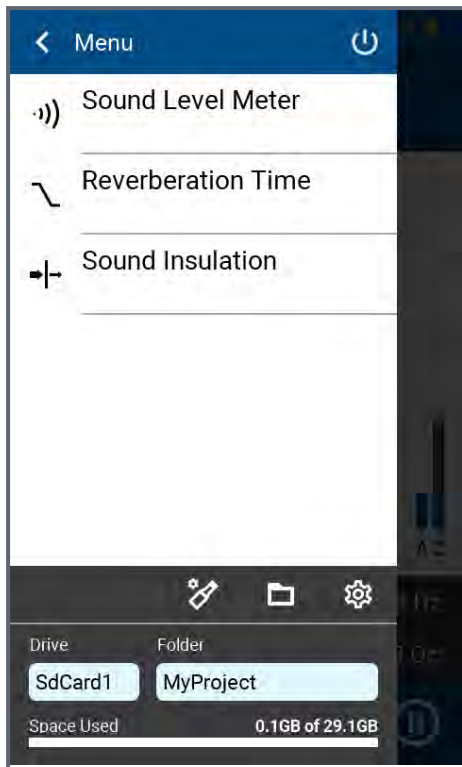 Menu
Sound Level Meter
Reverberation Time
Sound Insulation
Drive Folder
SdCard1 MyProject
Space Used 0.1GB of 29.1GB